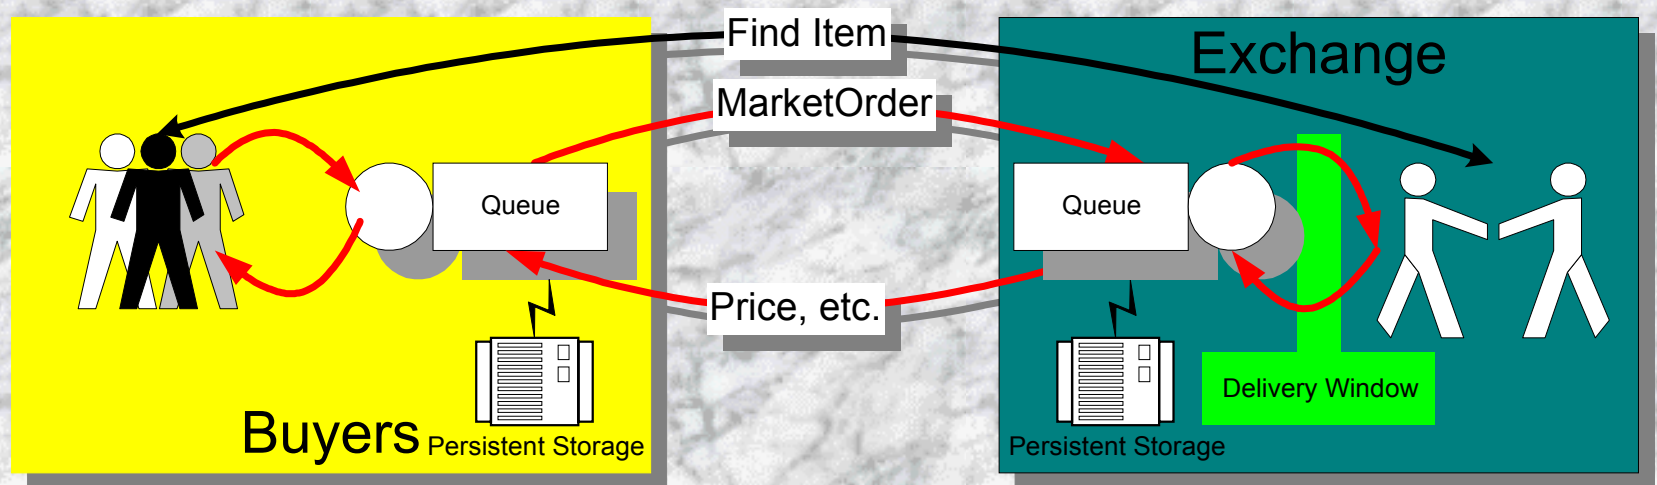 Find Item
Exchange
MarketOrder
Queue
Queue
Price, etc.
Delivery Window
Buyers
Persistent Storage
Persistent Storage